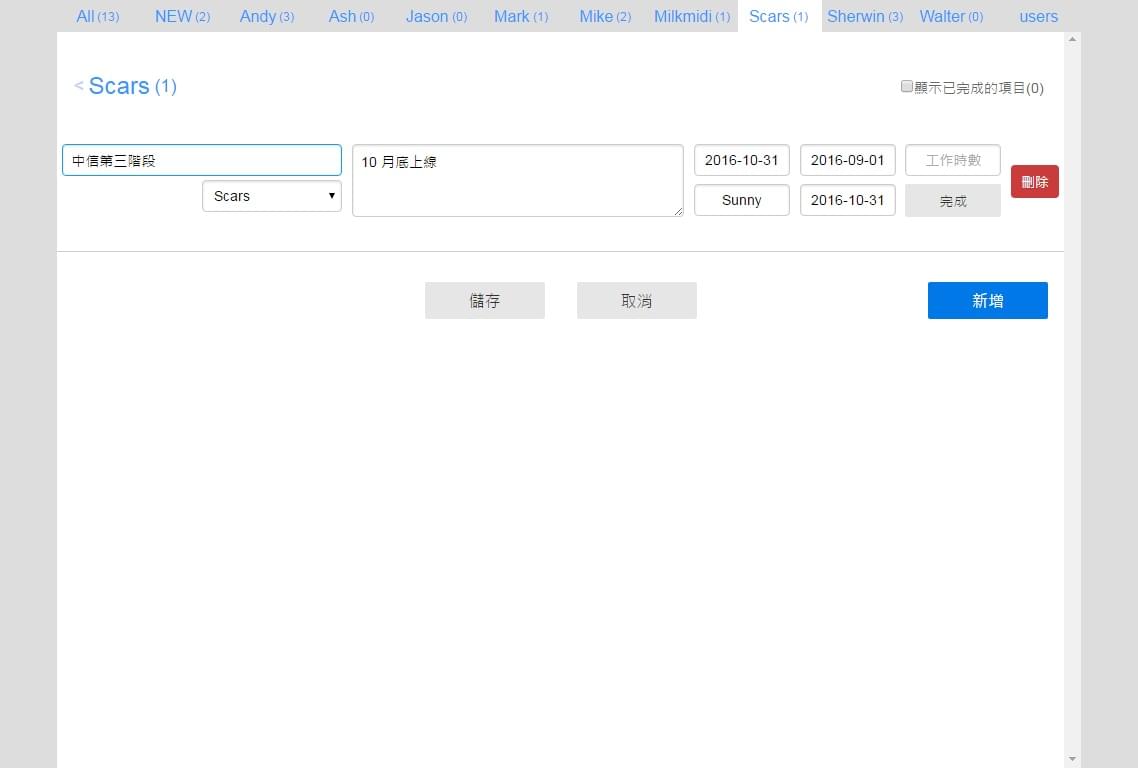 All (13) NEW (2) Andy (3) Ash (0) Jason (0) Mark (1) Mike (2) Milkmidi (1) Scars (1) Sherwin (3) Walter (0) users
< Scars (1) 顯示已完成的項目(0)
中信第三階段 10 月底上線 2016-10-31 2016-09-01 工作時數
刪除
Scars Sunny 2016-10-31 完成
儲存 取消 新增